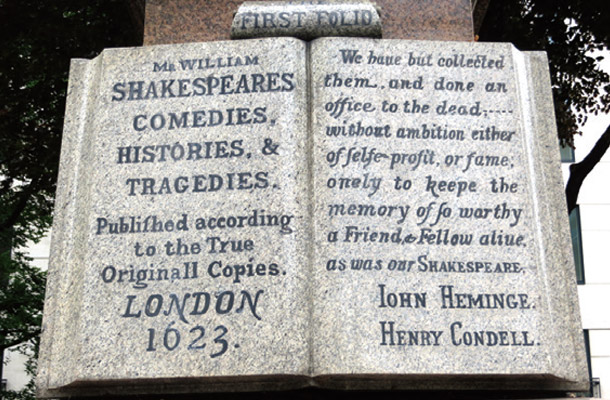 FIRST FOLIO
Mr WILLIAM
SHAKESPEARES
COMEDIES,
HISTORIES, &
TRAGEDIES.
Publiſhed according
to the True
Originall Copies.
LONDON
1623.
We haue but collected
them, and done an
office to the dead,....
without ambition either
of ſelfe-profit, or fame;
onely to keepe the
memory of ſo worthy
a Friend,& Fellow aliue,
as was our SHAKESPEARE.
IOHN HEMINGE.
HENRY CONDELL.